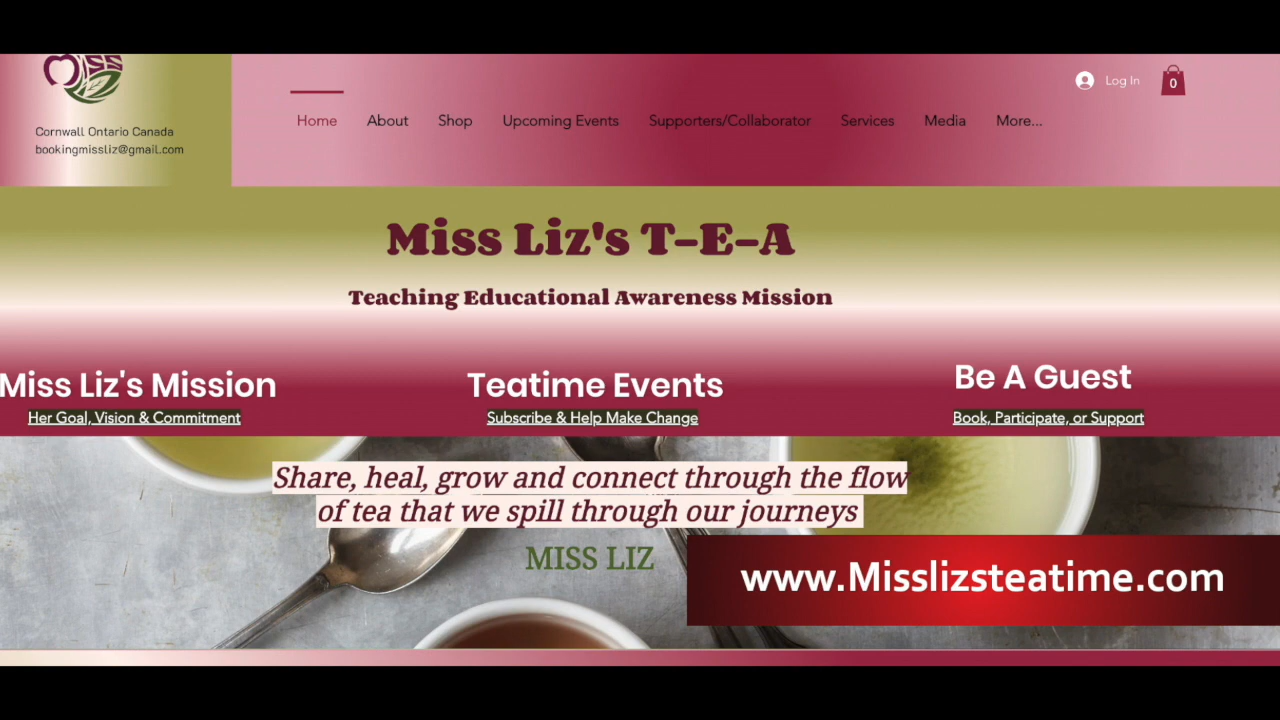 Miss
Cornwall Ontario Canada
bookingmissliz@gmail.com
Log In
0
Home About Shop Upcoming Events Supporters/Collaborator Services Media More...
Miss Liz's T-E-A
Teaching Educational Awareness Mission
Miss Liz's Mission
Her Goal, Vision & Commitment
Teatime Events
Subscribe & Help Make Change
Be A Guest
Book, Participate, or Support
Share, heal, grow and connect through the flow
of tea that we spill through our journeys
MISS LIZ
www.Misslizsteatime.com